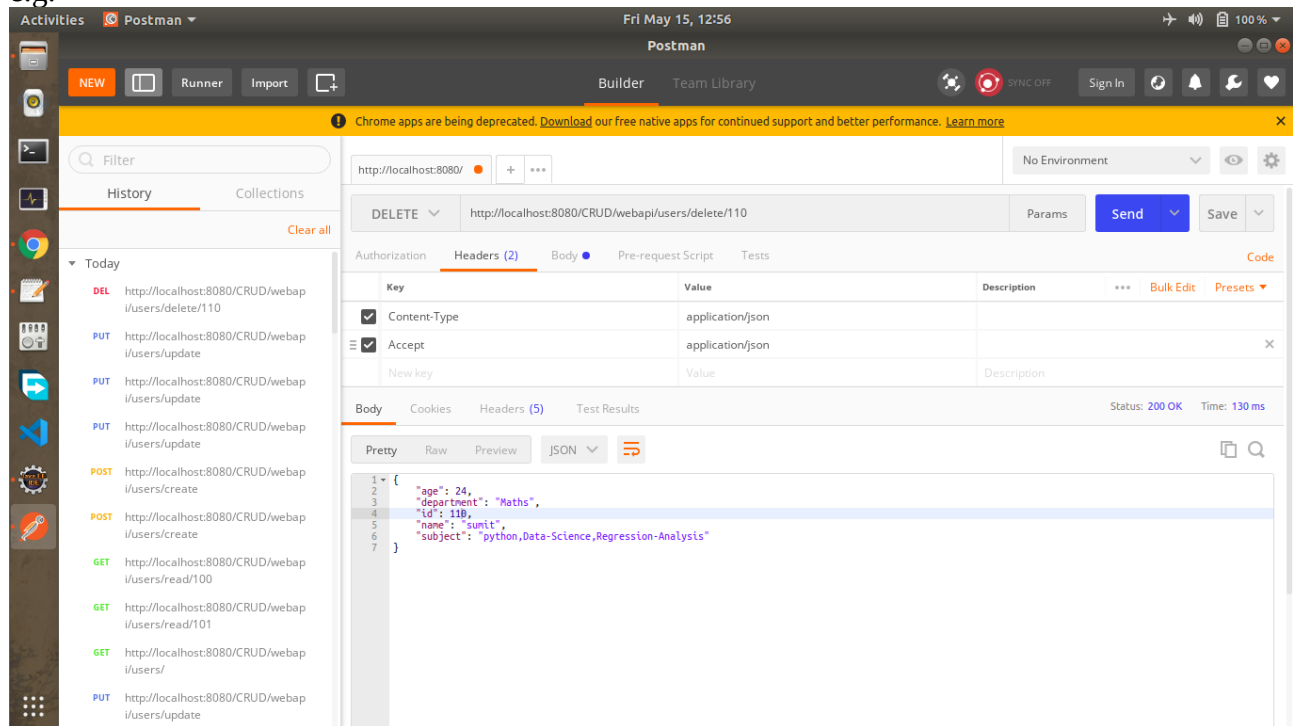 e.g.
Activities Postman
Fri May 15, 12:56
100 %
Postman
NEW Runner Import Builder Team Library SYNC OFF Sign In
Chrome apps are being deprecated. Download our free native apps for continued support and better performance. Learn more
Filter
History Collections
Clear all
Today
DEL http://localhost:8080/CRUD/webap
i/users/delete/110
PUT http://localhost:8080/CRUD/webap
i/users/update
PUT http://localhost:8080/CRUD/webap
i/users/update
PUT http://localhost:8080/CRUD/webap
i/users/update
POST http://localhost:8080/CRUD/webap
i/users/create
POST http://localhost:8080/CRUD/webap
i/users/create
GET http://localhost:8080/CRUD/webap
i/users/read/100
GET http://localhost:8080/CRUD/webap
i/users/read/101
GET http://localhost:8080/CRUD/webap
i/users/
PUT http://localhost:8080/CRUD/webap
i/users/update
http://localhost:8080/ + •••
No Environment
DELETE http://localhost:8080/CRUD/webapi/users/delete/110 Params Send Save
Authorization Headers (2) Body Pre-request Script Tests Code
Key Value Description ••• Bulk Edit Presets
Content-Type application/json
Accept application/json
New key Value Description
Body Cookies Headers (5) Test Results Status: 200 OK Time: 130 ms
Pretty Raw Preview JSON
1 {
2 "age": 24,
3 "department": "Maths",
4 "id": 110,
5 "name": "sumit",
6 "subject": "python,Data-Science,Regression-Analysis"
7 }